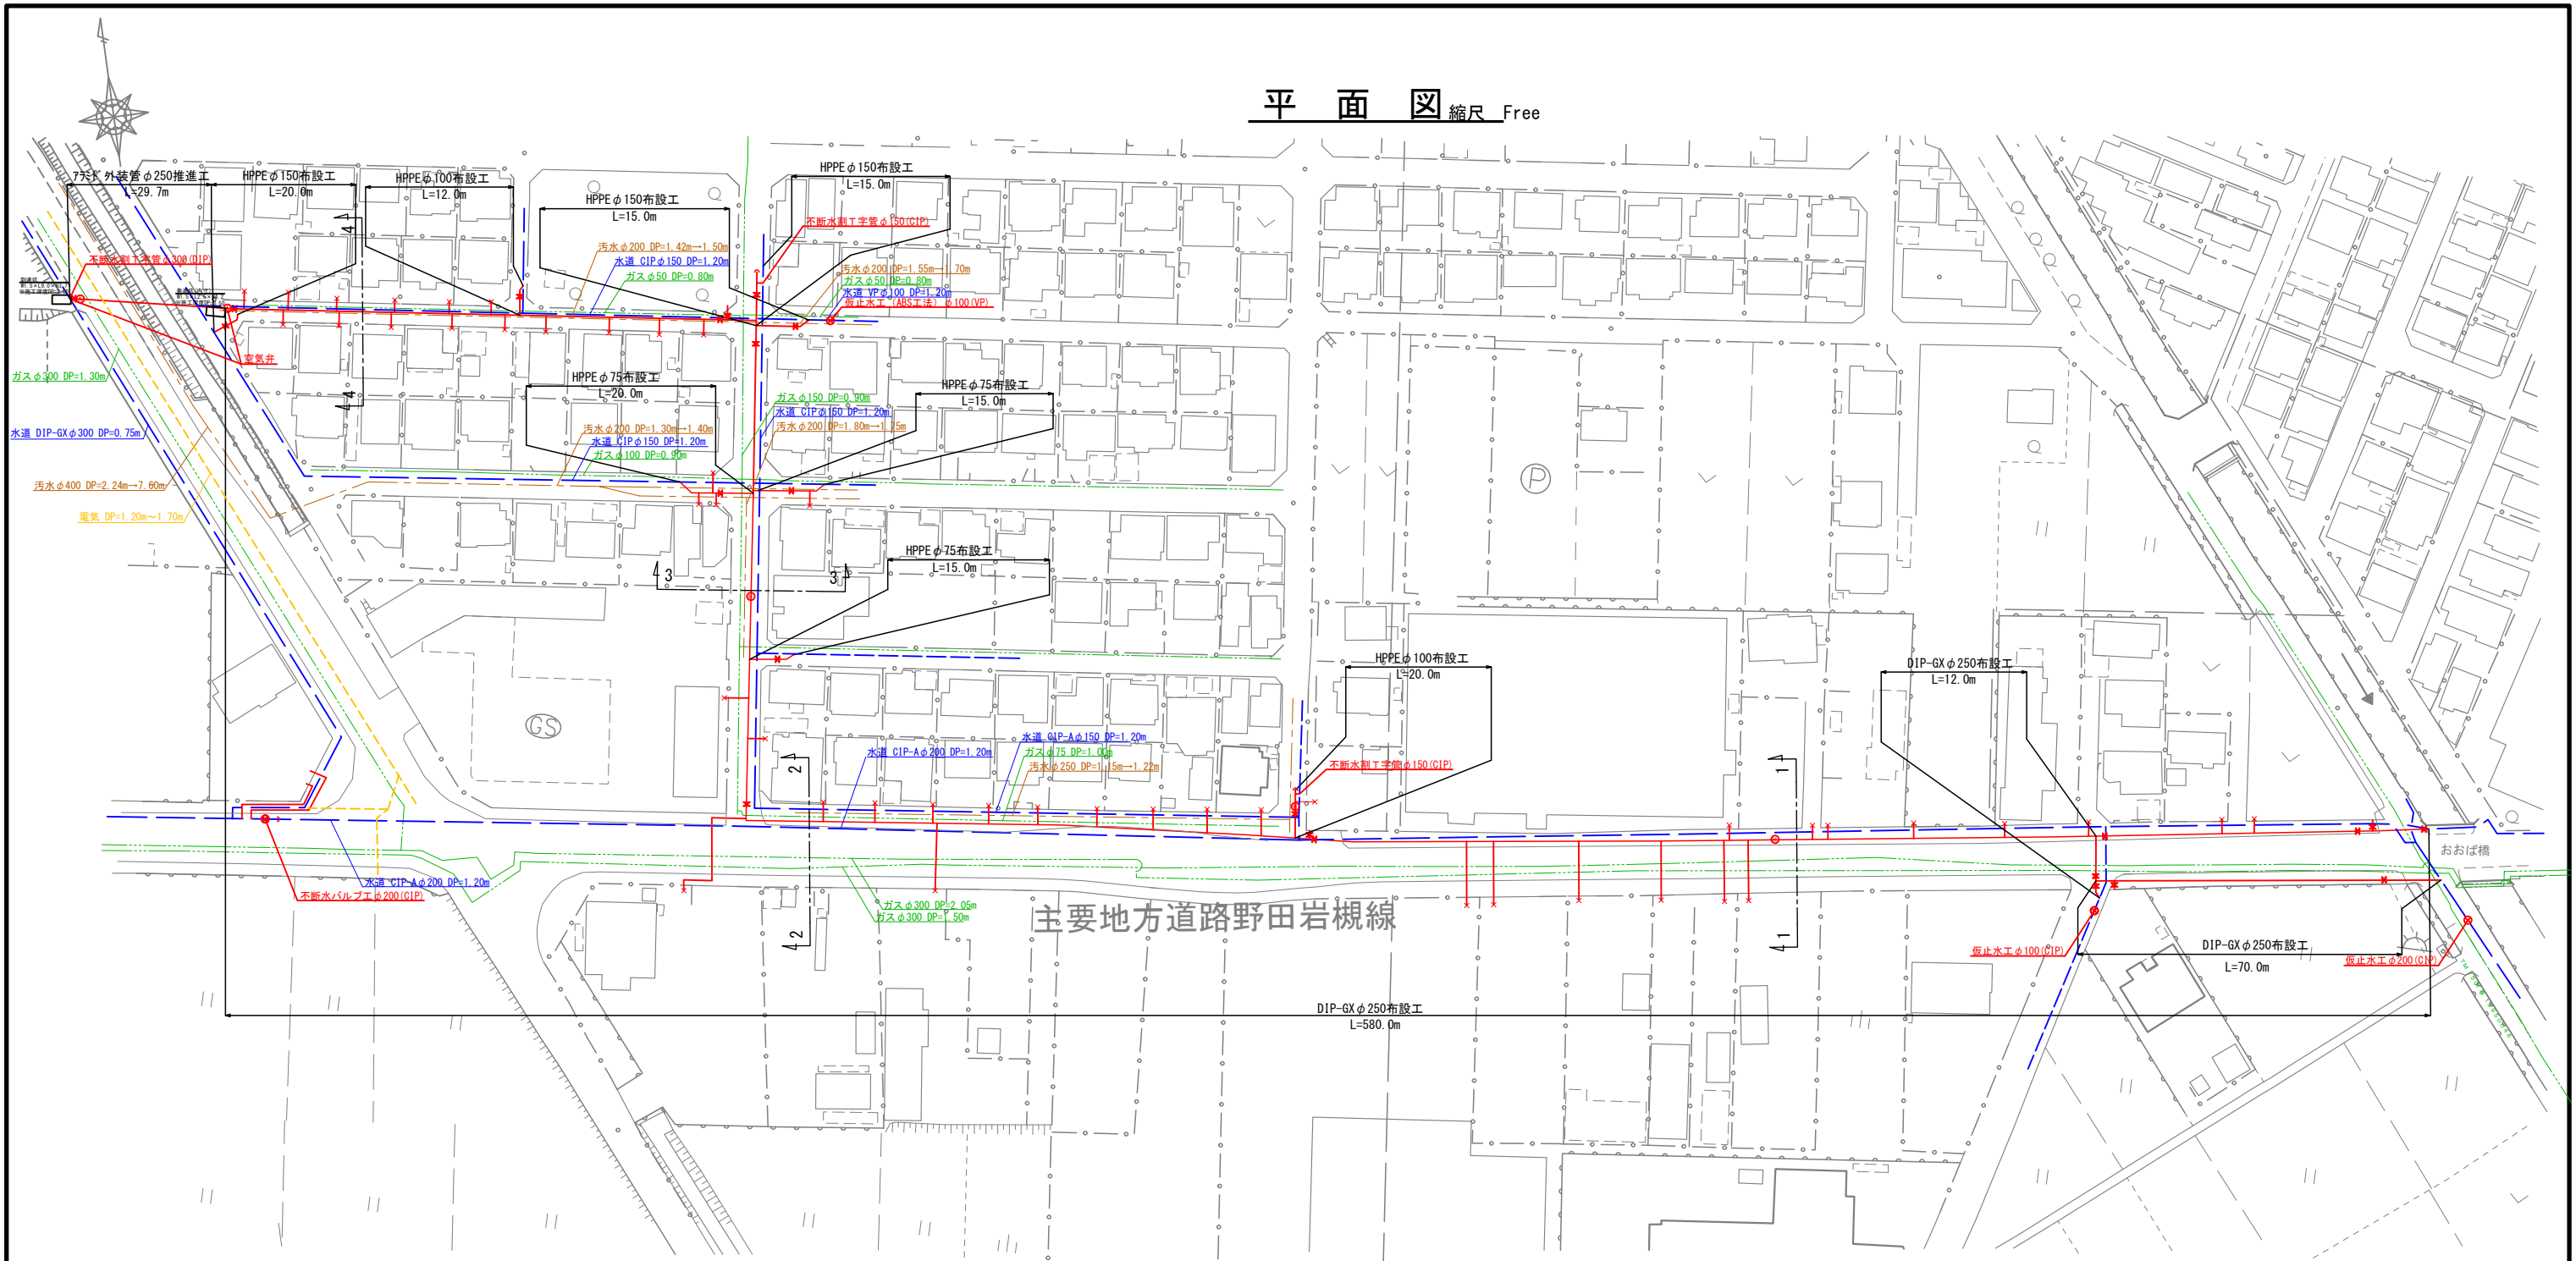 平 面 図 縮尺 Free
アラミド外装管φ250推進工
L=29.7m
HPPEφ150布設工
L=20.0m
HPPEφ100布設工
L=12.0m
HPPEφ150布設工
L=15.0m
HPPEφ150布設工
L=15.0m
不断水割T字管φ150(CIP)
汚水φ200 DP=1.42m→1.50m
水道 CIPφ150 DP=1.20m
ガスφ50 DP=0.80m
汚水φ200 DP=1.55m→1.70m
ガスφ50 DP=0.80m
水道 VPφ100 DP=1.20m
仮止水工（ABS工法）φ100(VP)
不断水割T字管φ300(DIP)
空気弁
4
4
ガスφ300 DP=1.30m
水道 DIP-GXφ300 DP=0.75m
汚水φ400 DP=2.24m→7.60m
電気 DP=1.20m～1.70m
HPPEφ75布設工
L=20.0m
HPPEφ75布設工
L=15.0m
ガスφ150 DP=0.90m
水道 CIPφ150 DP=1.20m
汚水φ200 DP=1.80m→1.75m
汚水φ200 DP=1.30m→1.40m
水道 CIPφ150 DP=1.20m
ガスφ100 DP=0.90m
P
HPPEφ75布設工
L=15.0m
3
3
HPPEφ100布設工
L=20.0m
DIP-GXφ250布設工
L=12.0m
GS
水道 CIP-Aφ200 DP=1.20m
水道 CIP-Aφ150 DP=1.20m
ガスφ75 DP=1.00m
汚水φ250 DP=1.15m→1.22m
不断水割T字管φ150(CIP)
2
2
1
1
おおば橋
水道 CIP-Aφ200 DP=1.20m
不断水バルブ工φ200(CIP)
ガスφ300 DP=2.05m
ガスφ300 DP=1.50m
主要地方道路野田岩槻線
仮止水工φ100(CIP)
DIP-GXφ250布設工
L=70.0m
仮止水工φ200(CIP)
DIP-GXφ250布設工
L=580.0m